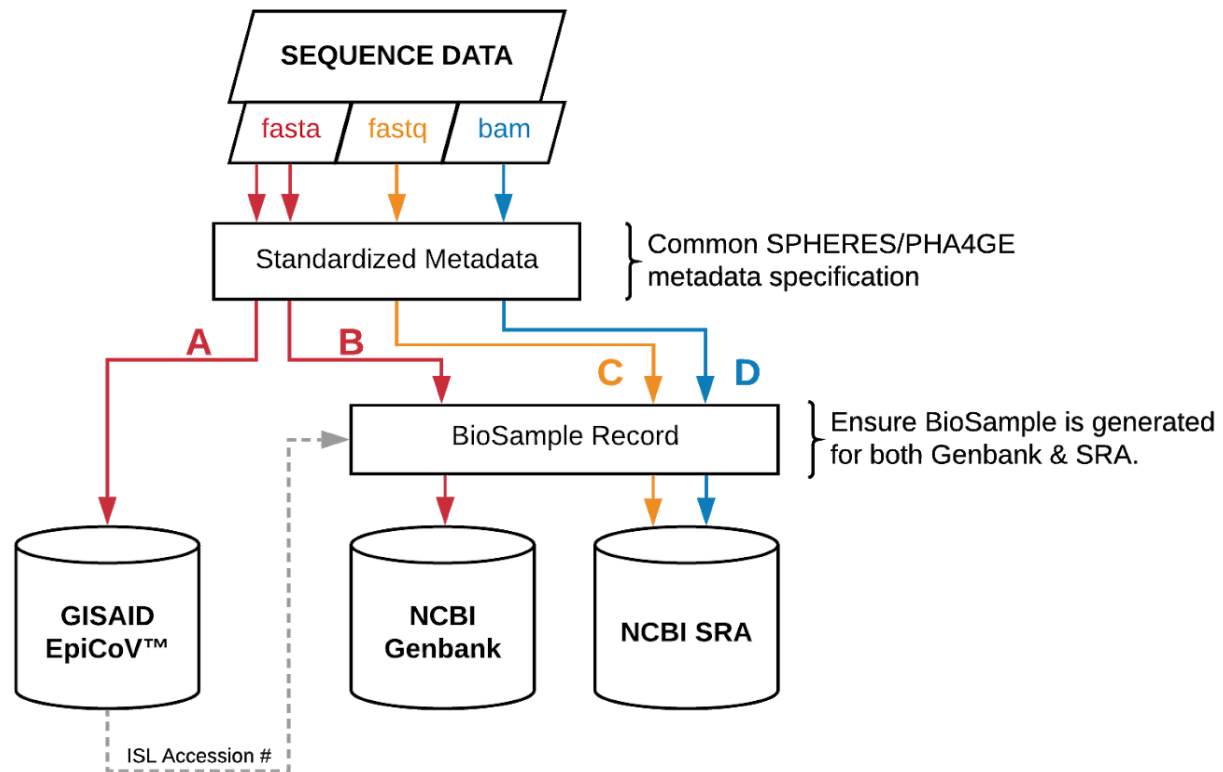 SEQUENCE DATA
fasta
fastq
bam
Standardized Metadata
Common SPHERES/PHA4GE
metadata specification
A
B
C
D
BioSample Record
Ensure BioSample is generated
for both Genbank & SRA.
GISAID
EpiCoV™
NCBI
Genbank
NCBI SRA
ISL Accession #